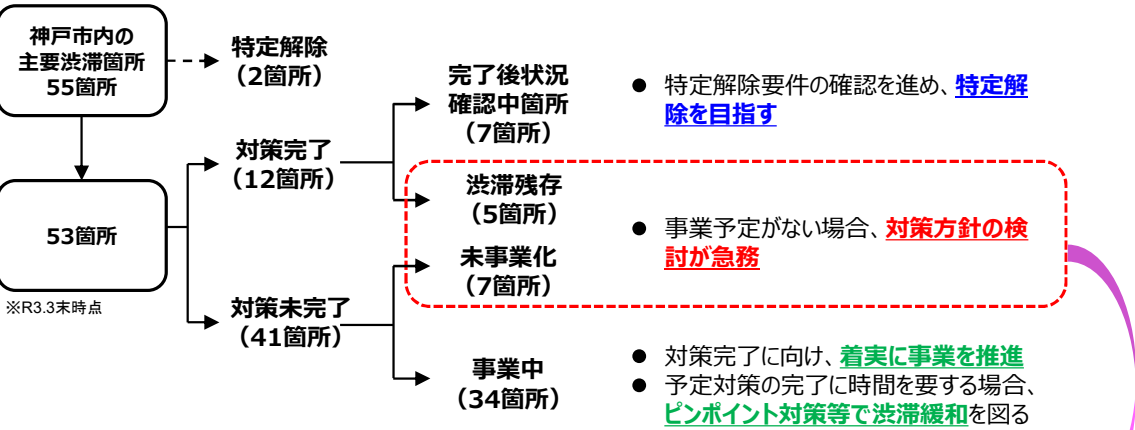 神戸市内の
主要渋滞箇所
55箇所
特定解除
（2箇所）
53箇所
※R3.3末時点
対策完了
（12箇所）
対策未完了
（41箇所）
完了後状況
確認中箇所
（7箇所）
● 特定解除要件の確認を進め、特定解
除を目指す
渋滞残存
（5箇所）
未事業化
（7箇所）
● 事業予定がない場合、対策方針の検
討が急務
事業中
（34箇所）
● 対策完了に向け、着実に事業を推進
● 予定対策の完了に時間を要する場合、
ピンポイント対策等で渋滞緩和を図る